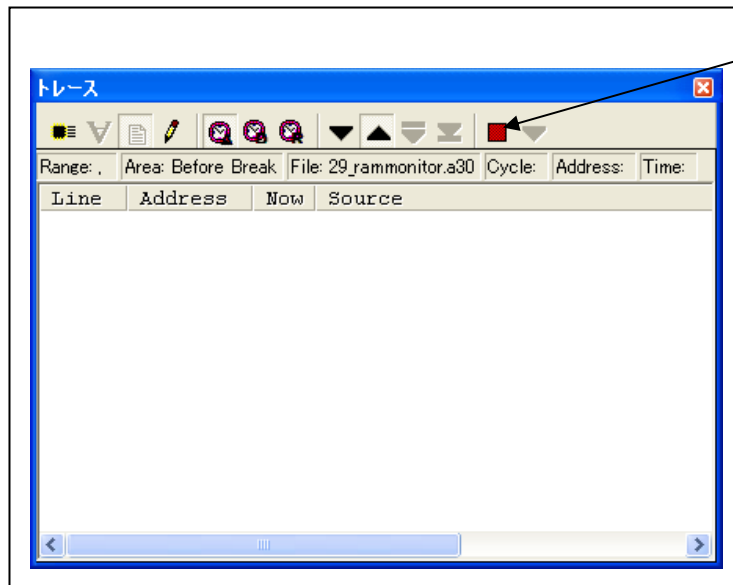 トレース
Range: , Area: Before Break File: 29_rammonitor.a30 Cycle: Address: Time:
Line Address Now Source